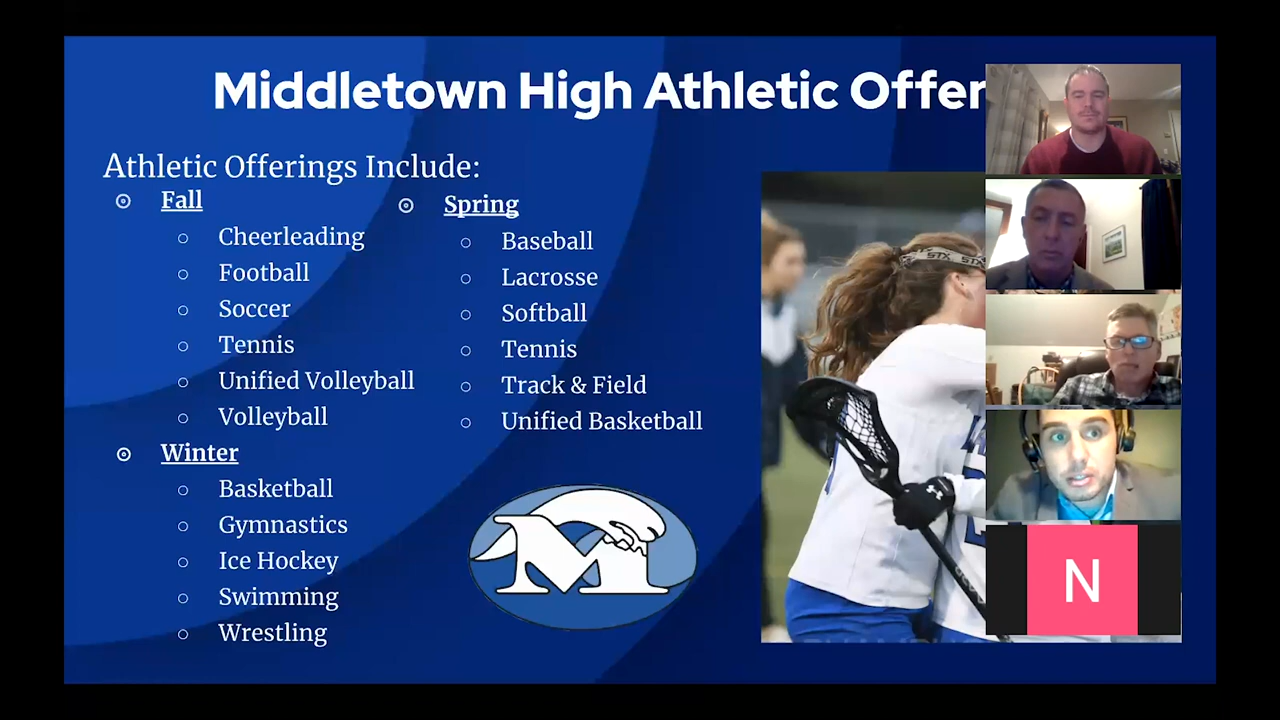 Middletown High Athletic Offer
Athletic Offerings Include:
Fall
Cheerleading
Football
Soccer
Tennis
Unified Volleyball
Volleyball
Winter
Basketball
Gymnastics
Ice Hockey
Swimming
Wrestling
Spring
Baseball
Lacrosse
Softball
Tennis
Track & Field
Unified Basketball
M
STX STX
N